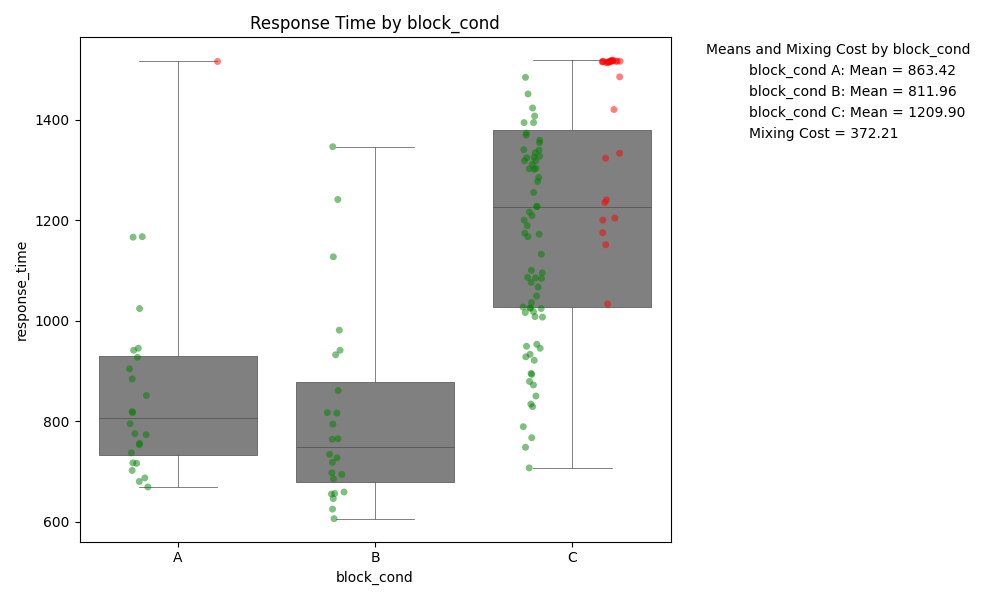 Response Time by block_cond
Means and Mixing Cost by block_cond
block_cond A: Mean = 863.42
block_cond B: Mean = 811.96
block_cond C: Mean = 1209.90
Mixing Cost = 372.21
response_time
1400
1200
1000
800
600
A
B
C
block_cond